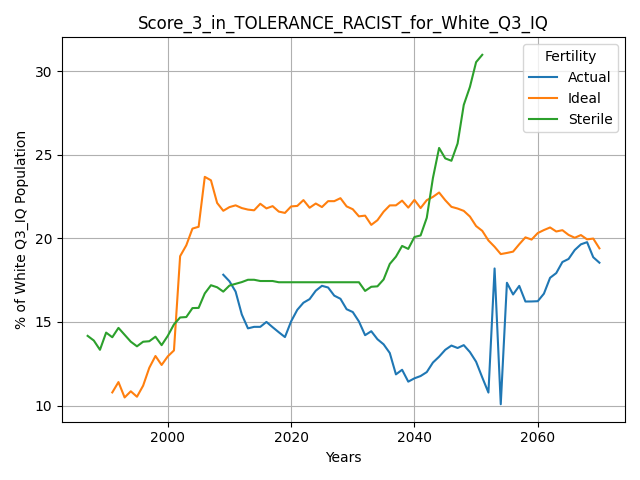 Score_3_in_TOLERANCE_RACIST_for_White_Q3_IQ
Fertility
Actual
Ideal
Sterile
% of White Q3_IQ Population
30
25
20
15
10
2000 2020 2040 2060
Years